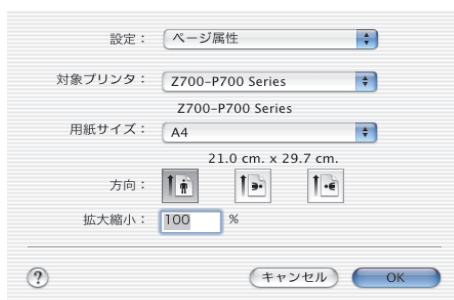 設定： ページ属性
対象プリンタ： Z700-P700 Series
Z700-P700 Series
用紙サイズ： A4
21.0 cm. x 29.7 cm.
方向：
拡大縮小： 100 %
? キャンセル OK